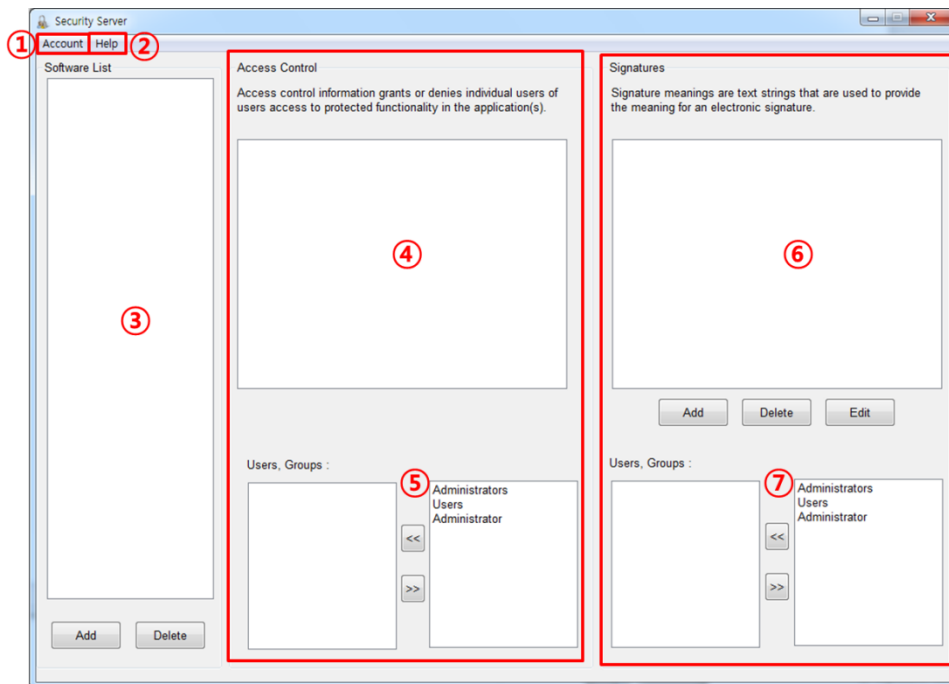 Security Server
① Account Help ②
Software List
③
Add Delete
Access Control
Access control information grants or denies individual users of
users access to protected functionality in the application(s).
④
Users, Groups :
⑤
Administrators
Users
Administrator
<<
>>
Signatures
Signature meanings are text strings that are used to provide
the meaning for an electronic signature.
⑥
Add Delete Edit
Users, Groups :
⑦
Administrators
Users
Administrator
<<
>>